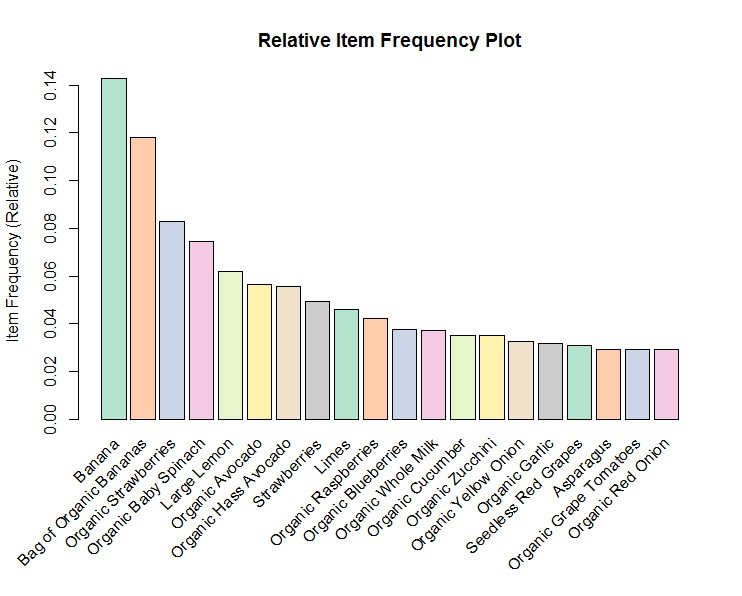 Relative Item Frequency Plot
Item Frequency (Relative)
0.14
0.12
0.10
0.08
0.06
0.04
0.02
0.00
Banana
Bag of Organic Bananas
Organic Strawberries
Organic Baby Spinach
Large Lemon
Organic Avocado
Organic Hass Avocado
Strawberries
Limes
Organic Raspberries
Organic Blueberries
Organic Whole Milk
Organic Cucumber
Organic Zucchini
Organic Yellow Onion
Organic Garlic
Seedless Red Grapes
Asparagus
Organic Grape Tomatoes
Organic Red Onion